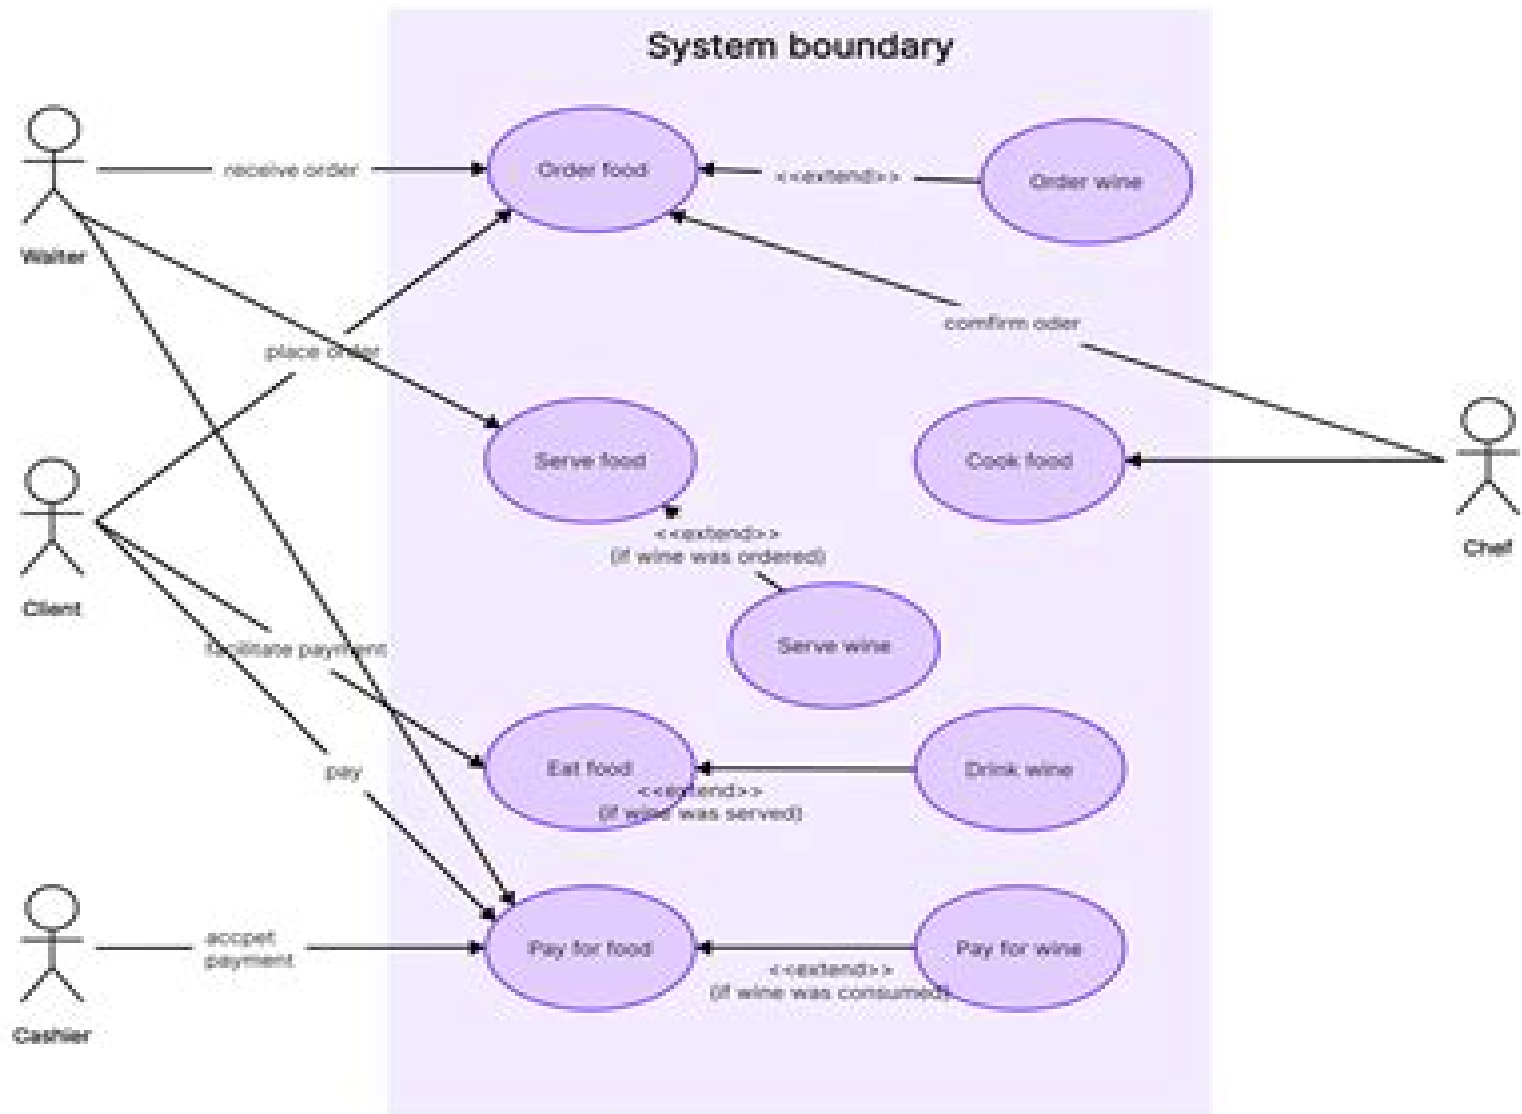 System boundary
receive order
Order food
<<extend>>
Order wine
Waiter
comfirm oder
place order
Serve food
Cook food
<<extend>>
(if wine was ordered)
Chef
Client
facilitate payment
Serve wine
Eat food
Drink wine
pay
<<extend>>
(if wine was served)
accpet
payment
Pay for food
Pay for wine
<<extend>>
(if wine was consumed)
Cashier